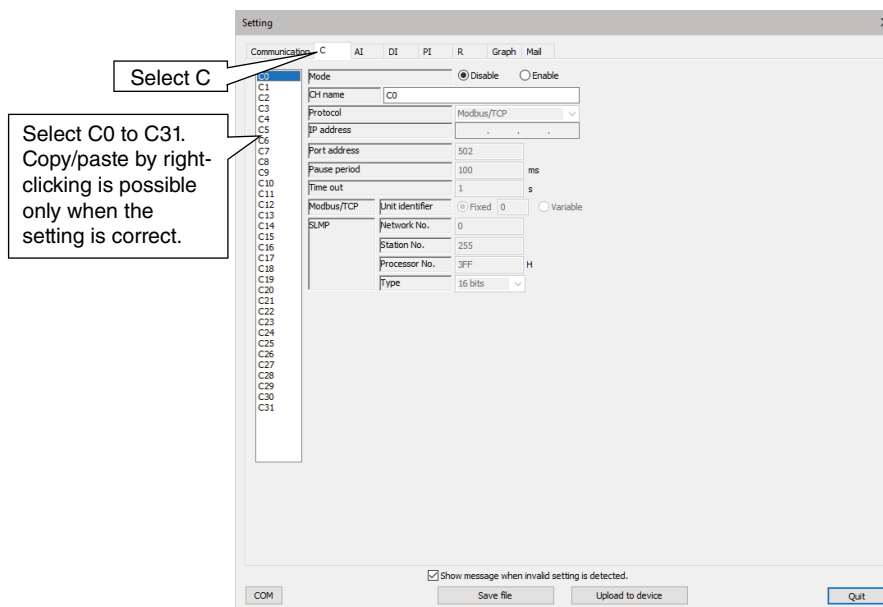 Setting
Communication C AI DI PI R Graph Mail
Select C
Select C0 to C31.
Copy/paste by right-
clicking is possible
only when the
setting is correct.
C0
C1
C2
C3
C4
C5
C6
C7
C8
C9
C10
C11
C12
C13
C14
C15
C16
C17
C18
C19
C20
C21
C22
C23
C24
C25
C26
C27
C28
C29
C30
C31
Mode Disable Enable
CH name C0
Protocol Modbus/TCP
IP address . . .
Port address 502
Pause period 100 ms
Time out 1 s
Modbus/TCP Unit identifier Fixed 0 Variable
SLMP Network No. 0
Station No. 255
Processor No. 3FF H
Type 16 bits
Show message when invalid setting is detected.
COM Save file Upload to device Quit